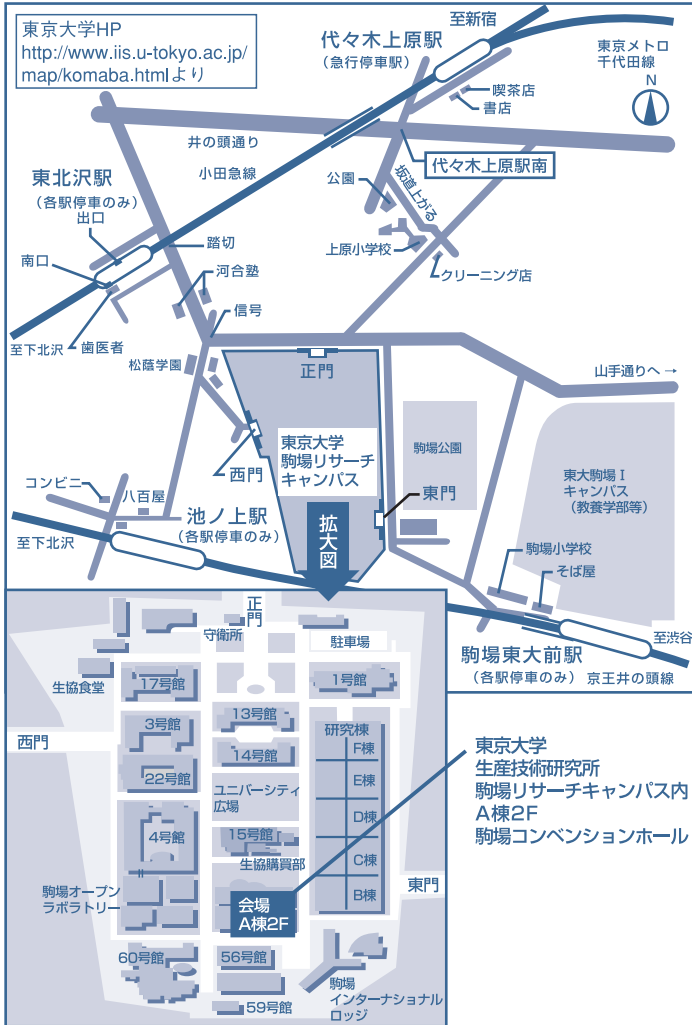 東京大学HP
http://www.iis.u-tokyo.ac.jp/
map/komaba.htmlより
至新宿
代々木上原駅
(急行停車駅)
東京メトロ
千代田線
N
喫茶店
書店
井の頭通り
小田急線
代々木上原駅南
東北沢駅
(各駅停車のみ)
出口
公園
坂道上がる
上原小学校
クリーニング店
踏切
南口
河合塾
信号
至下北沢
歯医者
松蔭学園
正門
山手通りへ→
東京大学
駒場リサーチ
キャンパス
西門
駒場公園
東門
東大駒場Ⅰ
キャンパス
(教養学部等)
コンビニ
八百屋
池ノ上駅
(各駅停車のみ)
至下北沢
拡大図
駒場小学校
そば屋
至渋谷
駒場東大前駅
(各駅停車のみ)
京王井の頭線
正門
守衛所
駐車場
生協食堂
17号館
1号館
西門
3号館
13号館
研究棟
F棟
14号館
22号館
E棟
ユニバーシティ
広場
D棟
4号館
15号館
生協購買部
C棟
駒場オープン
ラボラトリー
会場
A棟2F
B棟
東門
60号館
56号館
59号館
駒場
インターナショナル
ロッジ
東京大学
生産技術研究所
駒場リサーチキャンパス内
A棟2F
駒場コンベンションホール